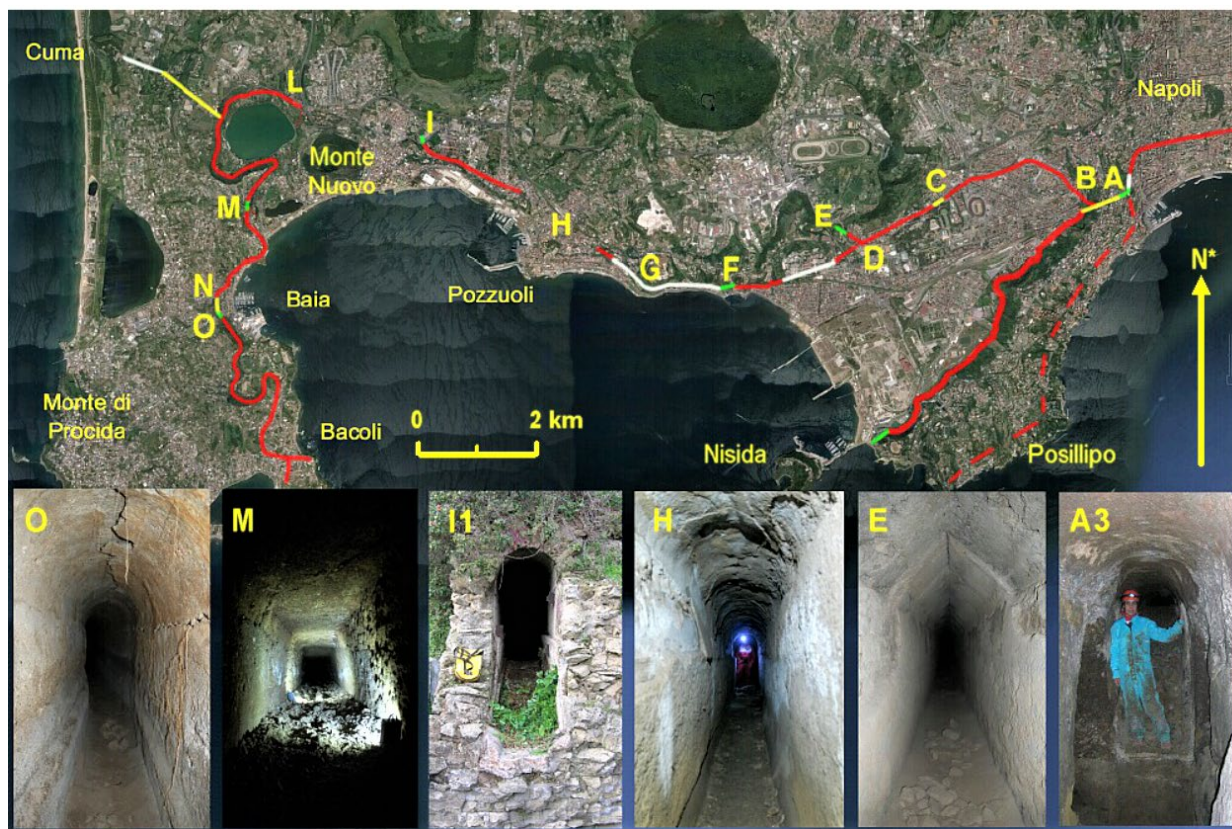 Cuma
L
I
Napoli
Monte
Nuovo
C
B A
M
E
H
D
N*
G
F
N
Baia
Pozzuoli
O
0 2 km
Monte di
Procida
Bacoli
Nisida
Posillipo
O
M
I1
H
E
A3